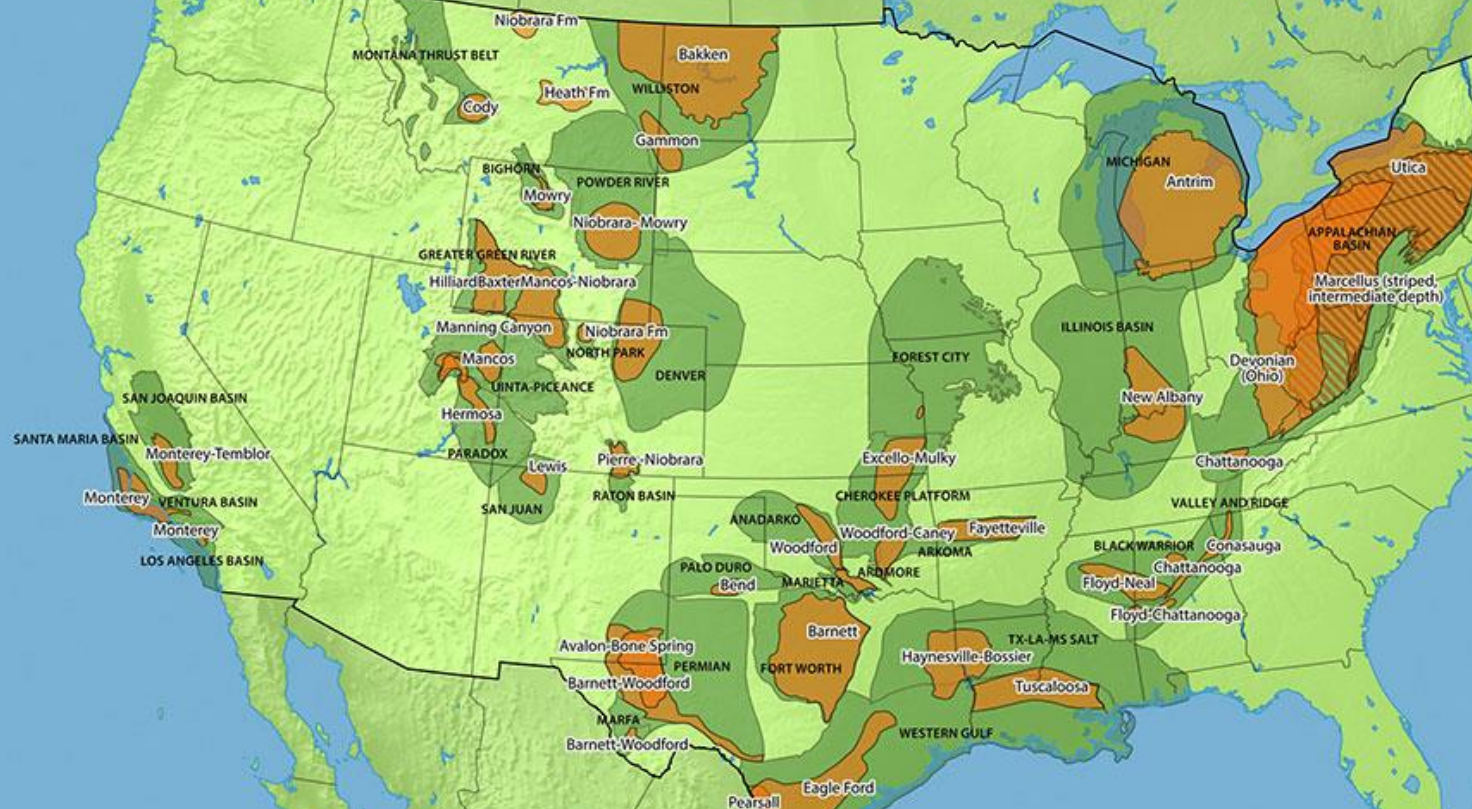 Niobrara Fm
MONTANA THRUST BELT
Bakken
WILLISTON
Heath Fm
Cody
Gammon
MICHIGAN
Utica
BIGHORN
POWDER RIVER
Antrim
Mowry
Niobrara- Mowry
APPALACHIAN
BASIN
GREATER GREEN RIVER
HilliardBaxterMancos-Niobrara
Marcellus (striped,
intermediate depth)
Manning Canyon
Niobrara Fm
ILLINOIS BASIN
Mancos
NORTH PARK
FOREST CITY
Devonian
(Ohio)
DENVER
UINTA-PICEANCE
SAN JOAQUIN BASIN
New Albany
Hermosa
SANTA MARIA BASIN
Monterey-Temblor
PARADOX
Lewis
Pierre-Niobrara
Excello-Mulky
Chattanooga
Monterey
VENTURA BASIN
SAN JUAN
RATON BASIN
CHEROKEE PLATFORM
VALLEY AND RIDGE
Monterey
ANADARKO
Woodford-Caney
Fayetteville
Woodford
ARKOMA
BLACK WARRIOR
Conasauga
LOS ANGELES BASIN
PALO DURO
Bend
MARIETTA
ARDMORE
Chattanooga
Floyd-Neal
Floyd-Chattanooga
Barnett
Avalon-Bone Spring
TX-LA-MS SALT
PERMIAN
FORT WORTH
Haynesville-Bossier
Barnett-Woodford
Tuscaloosa
MARFA
WESTERN GULF
Barnett-Woodford
Eagle Ford
Pearsall